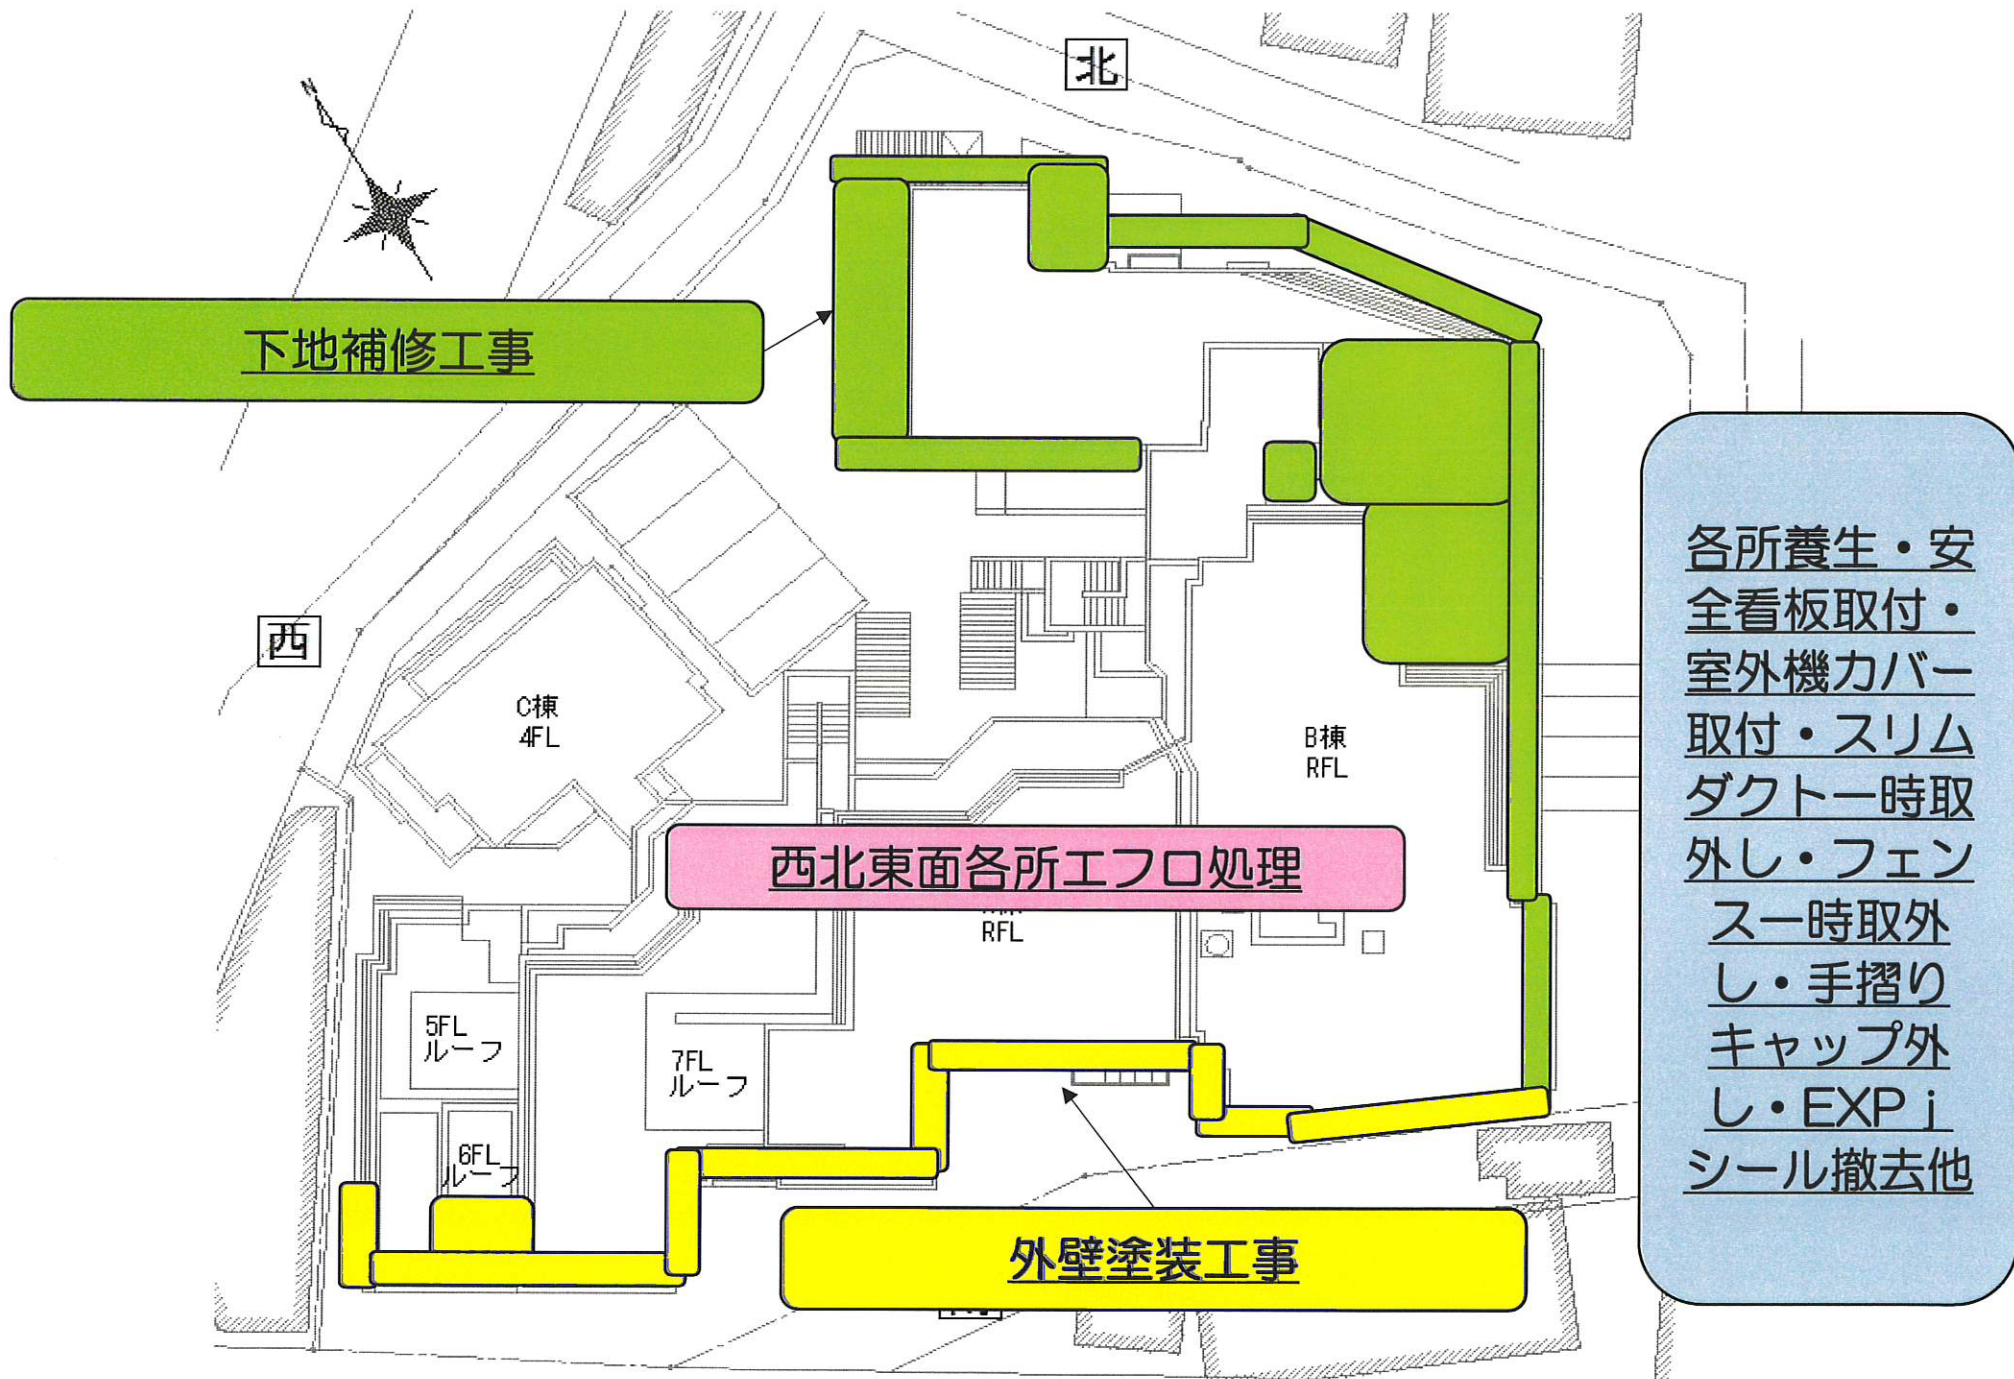 北
N
下地補修工事
西
各所養生・安
全看板取付・
室外機カバー
取付・スリム
ダクト一時取
外し・フェン
ス一時取外
し・手摺り
キャップ外
し・EXPj
シール撤去他
C棟
4FL
B棟
RFL
西北東面各所エフロ処理
RFL
5FL
ルーフ
7FL
ルーフ
6FL
ルーフ
外壁塗装工事